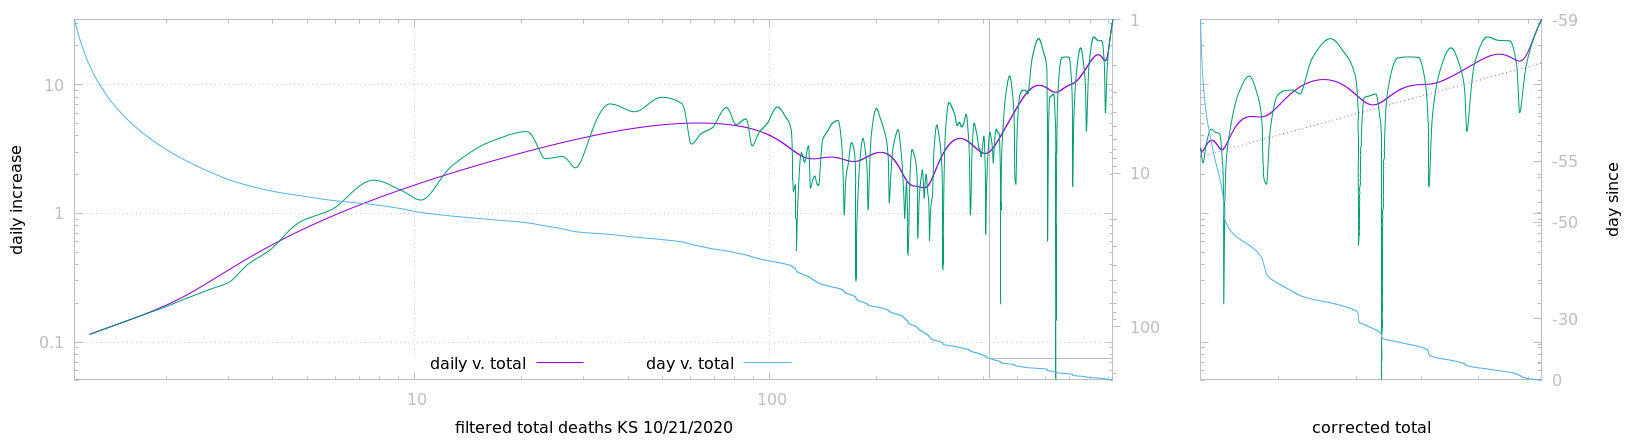 daily increase
10
1
0.1
10
100
1
10
100
daily v. total
day v. total
filtered total deaths KS 10/21/2020
-59
-55
-50
-30
0
day since
corrected total